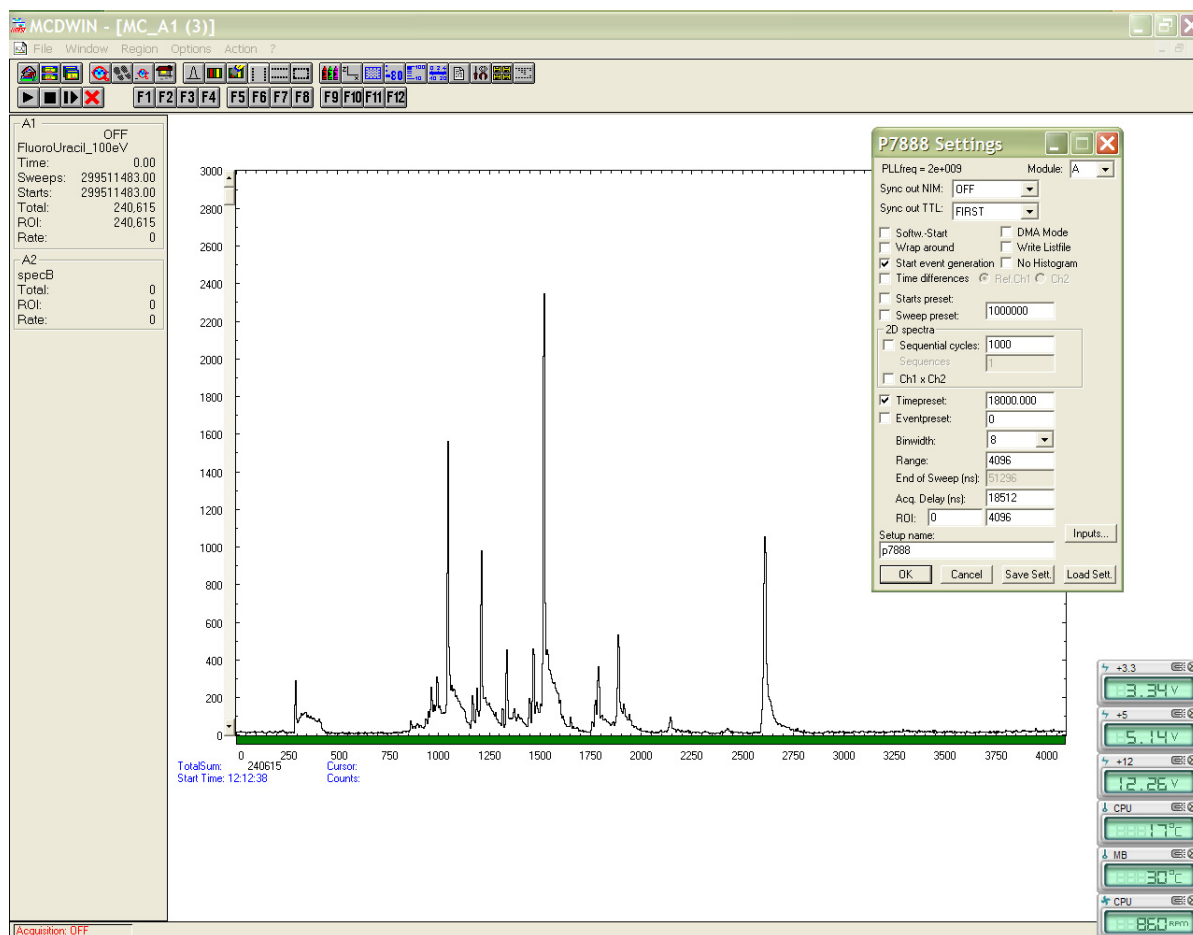 MCDWIN - [MC_A1 (3)]
File Window Region Options Action ?
F1 F2 F3 F4 F5 F6 F7 F8 F9 F10 F11 F12
A1
OFF
FluoroUracil_100eV
Time: 0.00
Sweeps: 299511483.00
Starts: 299511483.00
Total: 240,615
ROI: 240,615
Rate: 0
A2
specB
Total: 0
ROI: 0
Rate: 0
3000
2800
2600
2400
2200
2000
1800
1600
1400
1200
1000
800
600
400
200
0
0 250 500 750 1000 1250 1500 1750 2000 2250 2500 2750 3000 3250 3500 3750 4000
TotalSum: 240615 Cursor:
Start Time: 12:12:38 Counts:
P7888 Settings
PLLfreq = 2e+009 Module: A
Sync out NIM: OFF
Sync out TTL: FIRST
Softw.-Start DMA Mode
Wrap around Write Listfile
Start event generation No Histogram
Time differences Ref.Ch1 Ch2
Starts preset:
Sweep preset: 1000000
2D spectra
Sequential cycles: 1000
Sequences 1
Ch1 x Ch2
Timepreset: 18000.000
Eventpreset: 0
Binwidth: 8
Range: 4096
End of Sweep (ns): 51296
Acq. Delay (ns): 18512
ROI: 0 4096
Inputs...
Setup name:
p7888
OK Cancel Save Sett. Load Sett.
+3.3
3.34 V
+5
5.14 V
+12
12.26 V
CPU
17°C
MB
30°C
CPU
860 RPM
Acquisition: OFF